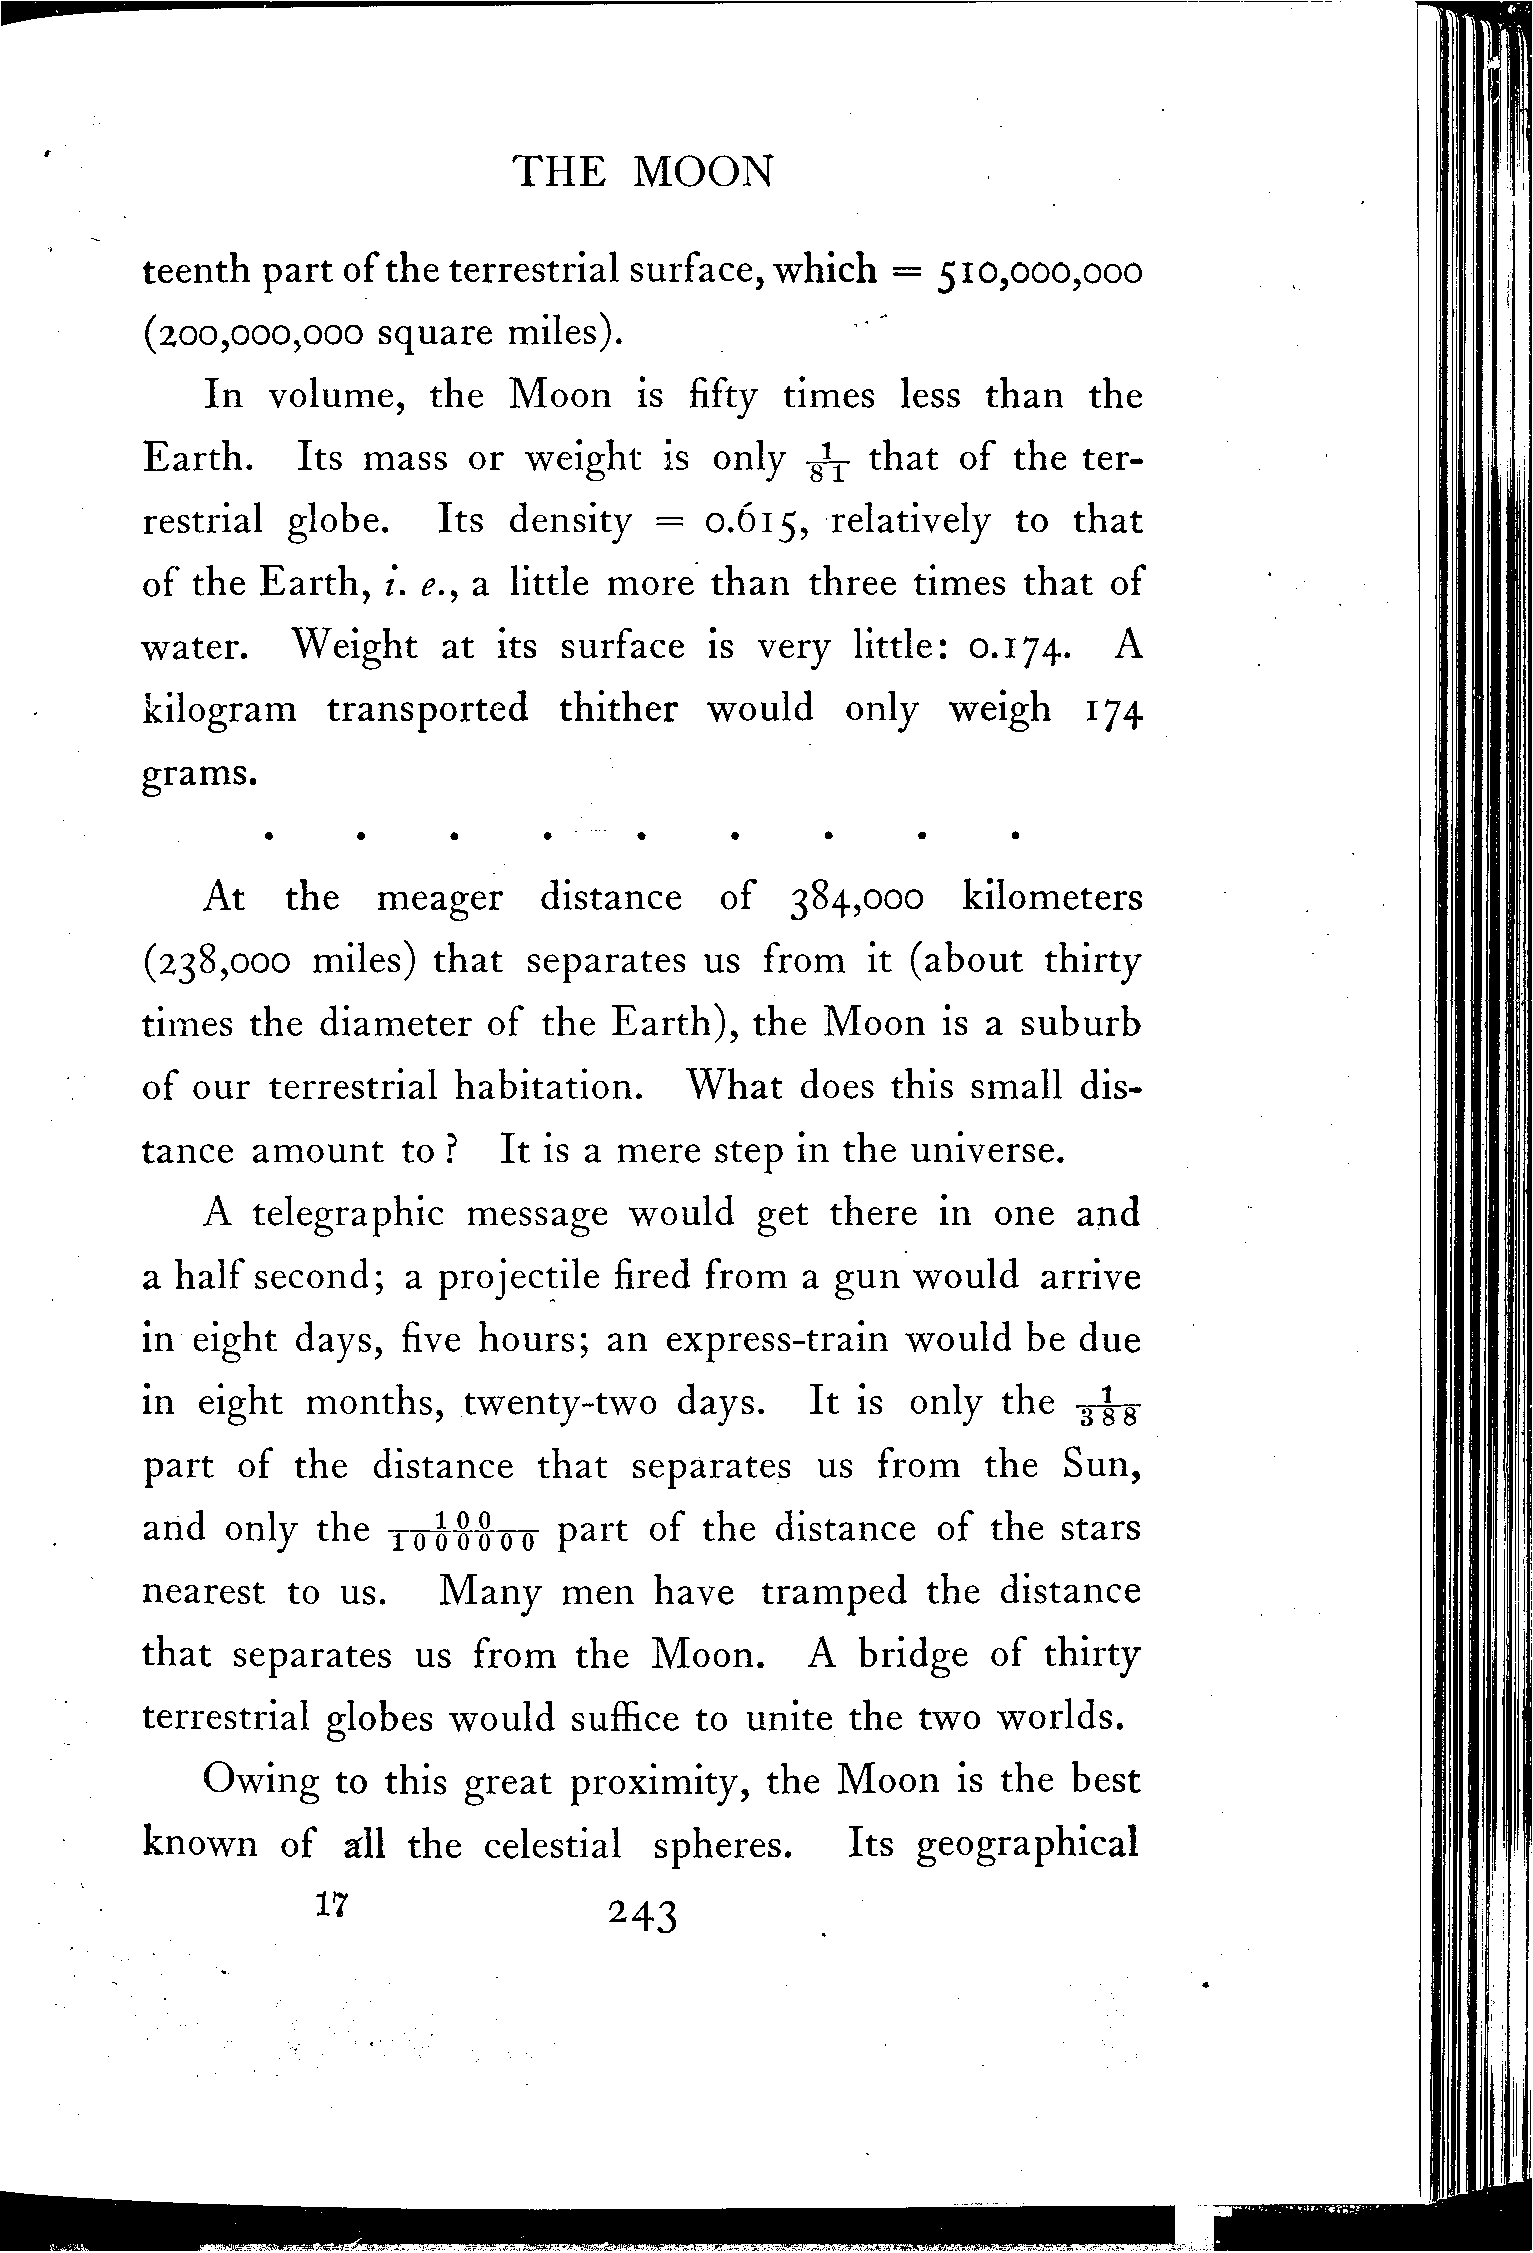 THE MOON
teenth part of the terrestrial surface, which = 510,000,000
(200,000,000 square miles).
In volume, the Moon is fifty times less than the
Earth. Its mass or weight is only 1/81 that of the ter-
restrial globe. Its density = 0.615, relatively to that
of the Earth, i. e., a little more than three times that of
water. Weight at its surface is very little: 0.174. A
kilogram transported thither would only weigh 174
grams.
. . . . . . . . .
At the meager distance of 384,000 kilometers
(238,000 miles) that separates us from it (about thirty
times the diameter of the Earth), the Moon is a suburb
of our terrestrial habitation. What does this small dis-
tance amount to? It is a mere step in the universe.
A telegraphic message would get there in one and
a half second; a projectile fired from a gun would arrive
in eight days, five hours; an express-train would be due
in eight months, twenty-two days. It is only the 1/388
part of the distance that separates us from the Sun,
and only the 100/1000000 part of the distance of the stars
nearest to us. Many men have tramped the distance
that separates us from the Moon. A bridge of thirty
terrestrial globes would suffice to unite the two worlds.
Owing to this great proximity, the Moon is the best
known of all the celestial spheres. Its geographical
17 243